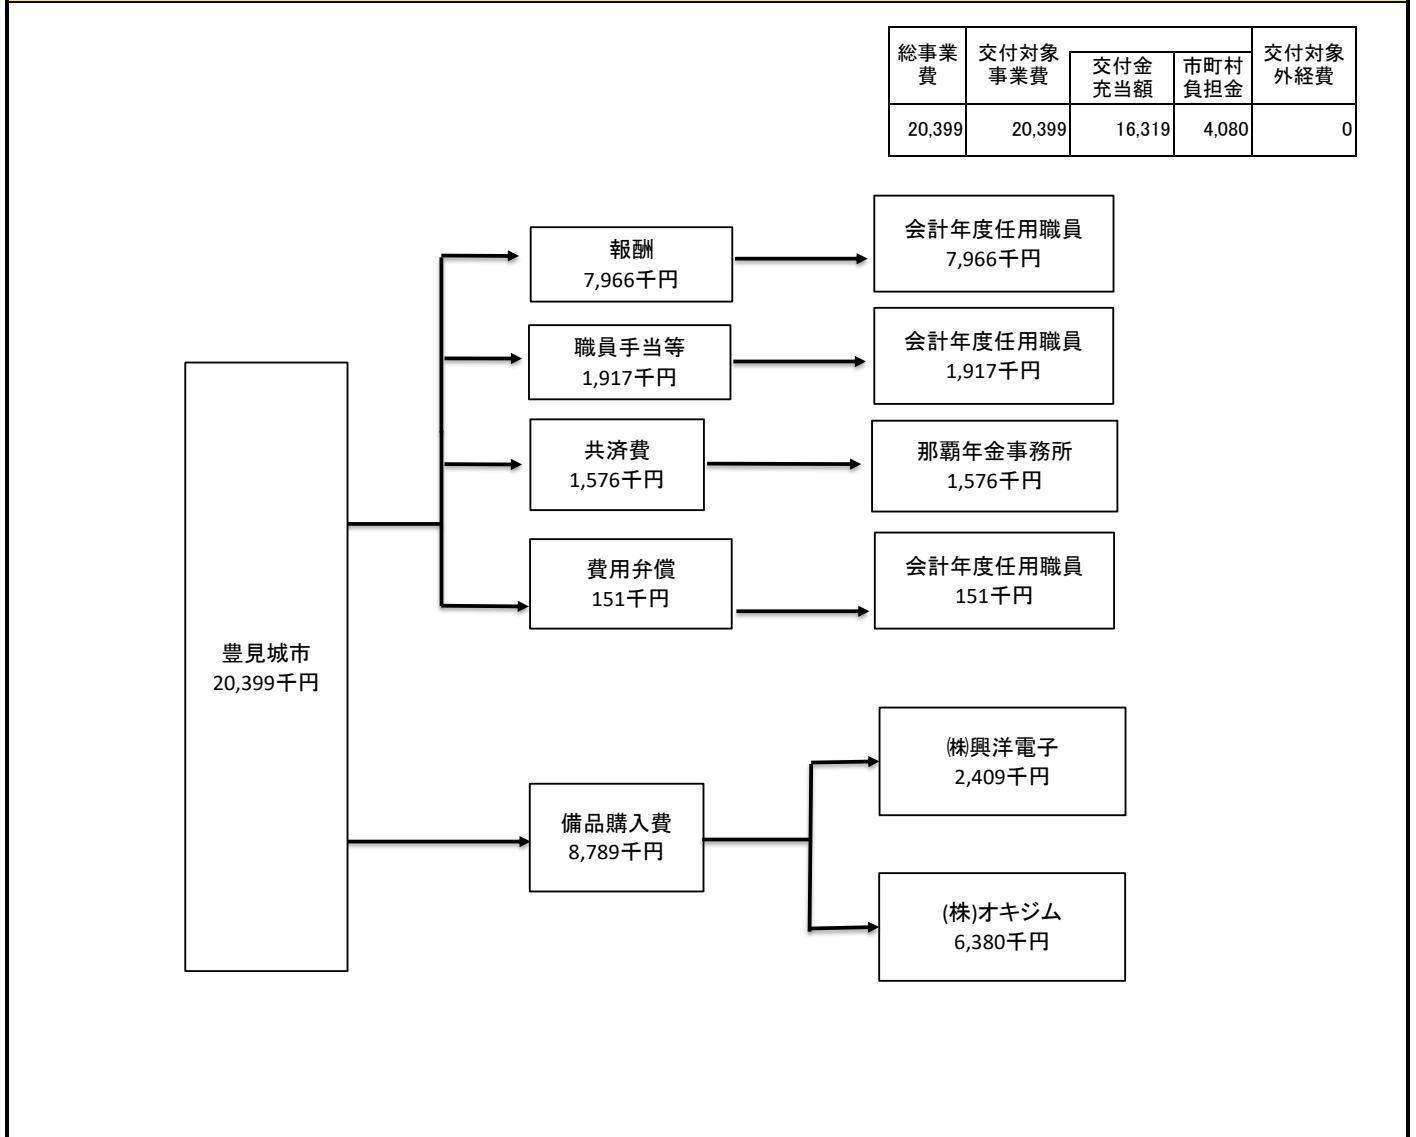 総事業
費
交付対象
事業費
交付金
充当額
市町村
負担金
交付対象
外経費
20,399
20,399
16,319
4,080
0
報酬
7,966千円
会計年度任用職員
7,966千円
職員手当等
1,917千円
会計年度任用職員
1,917千円
共済費
1,576千円
那覇年金事務所
1,576千円
費用弁償
151千円
会計年度任用職員
151千円
豊見城市
20,399千円
備品購入費
8,789千円
㈱興洋電子
2,409千円
(株)オキジム
6,380千円